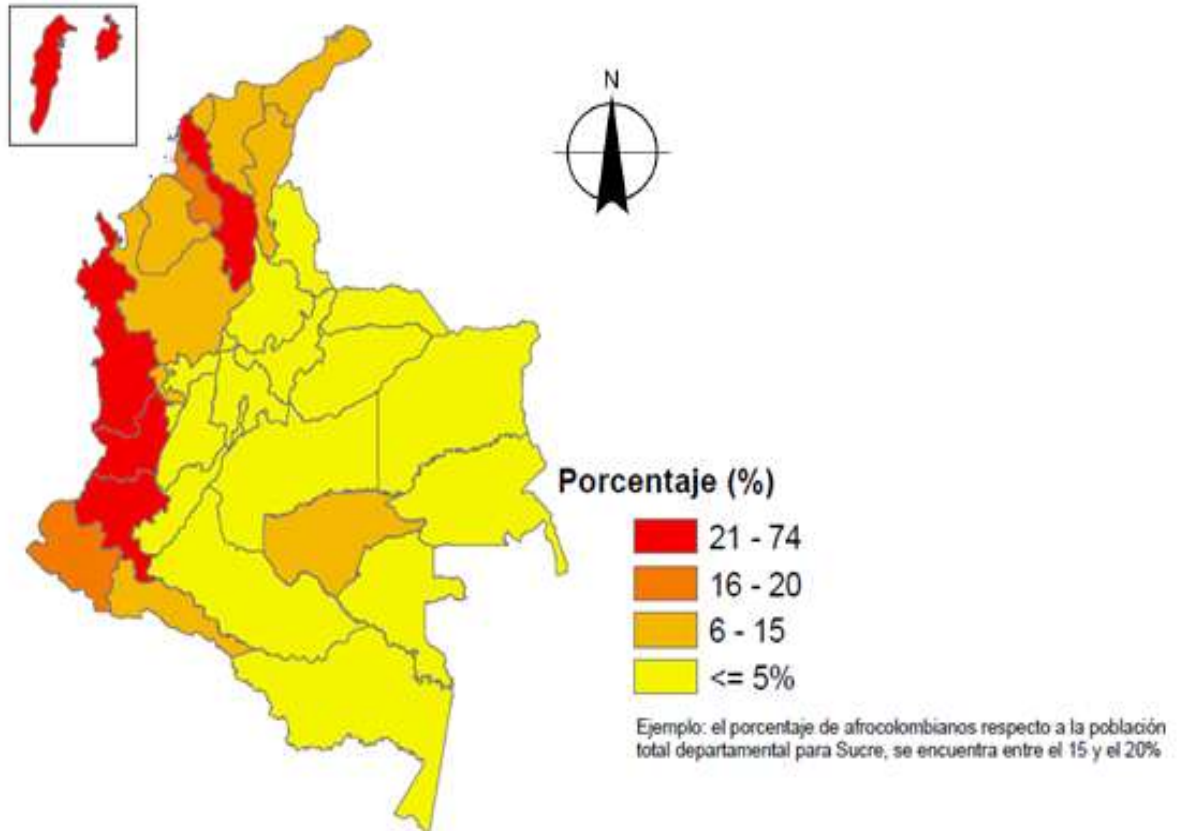 N
Porcentaje (%)
21 - 74
16 - 20
6 - 15
<= 5%
Ejemplo: el porcentaje de afrocolombianos respecto a la población
total departamental para Sucre, se encuentra entre el 15 y el 20%